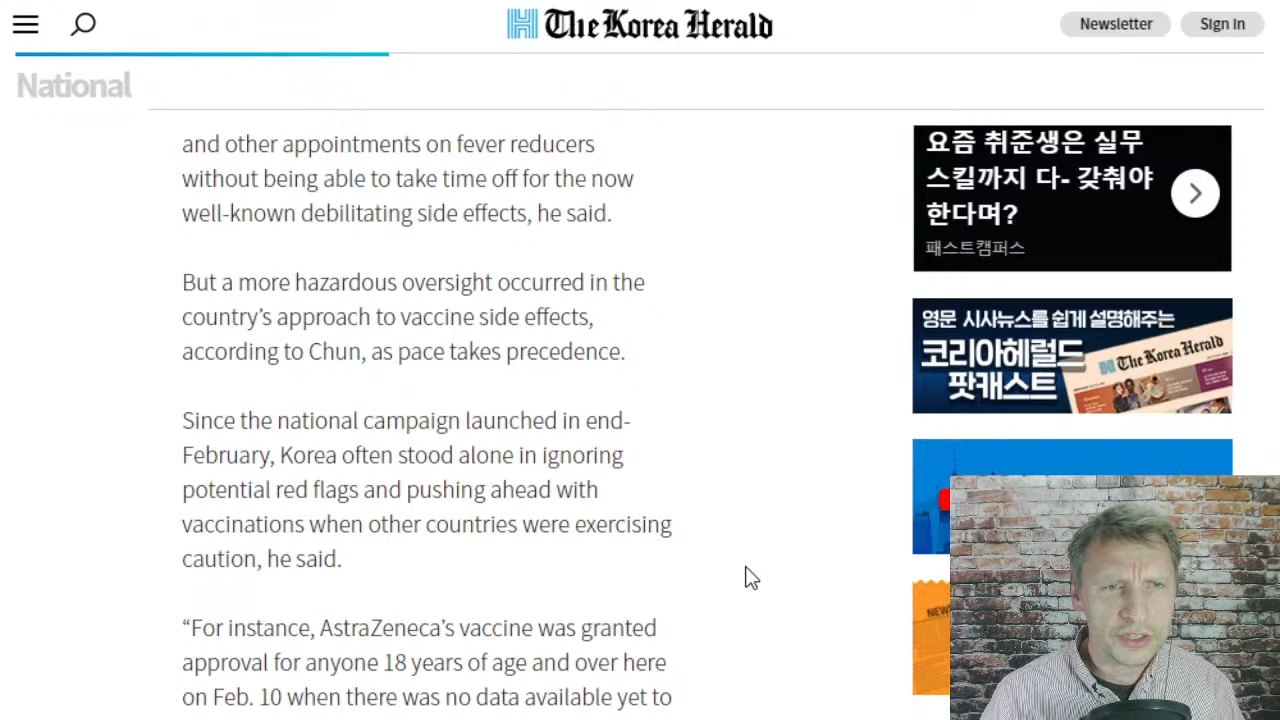 The Korea Herald
Newsletter
Sign In
National
and other appointments on fever reducers
without being able to take time off for the now
well-known debilitating side effects, he said.
But a more hazardous oversight occurred in the
country’s approach to vaccine side effects,
according to Chun, as pace takes precedence.
Since the national campaign launched in end-
February, Korea often stood alone in ignoring
potential red flags and pushing ahead with
vaccinations when other countries were exercising
caution, he said.
“For instance, AstraZeneca’s vaccine was granted
approval for anyone 18 years of age and over here
on Feb. 10 when there was no data available yet to
요즘 취준생은 실무
스킬까지 다- 갖춰야
한다며?
패스트캠퍼스
영문 시사뉴스를 쉽게 설명해주는
코리아헤럴드
팟캐스트
The Korea Herald
NEW